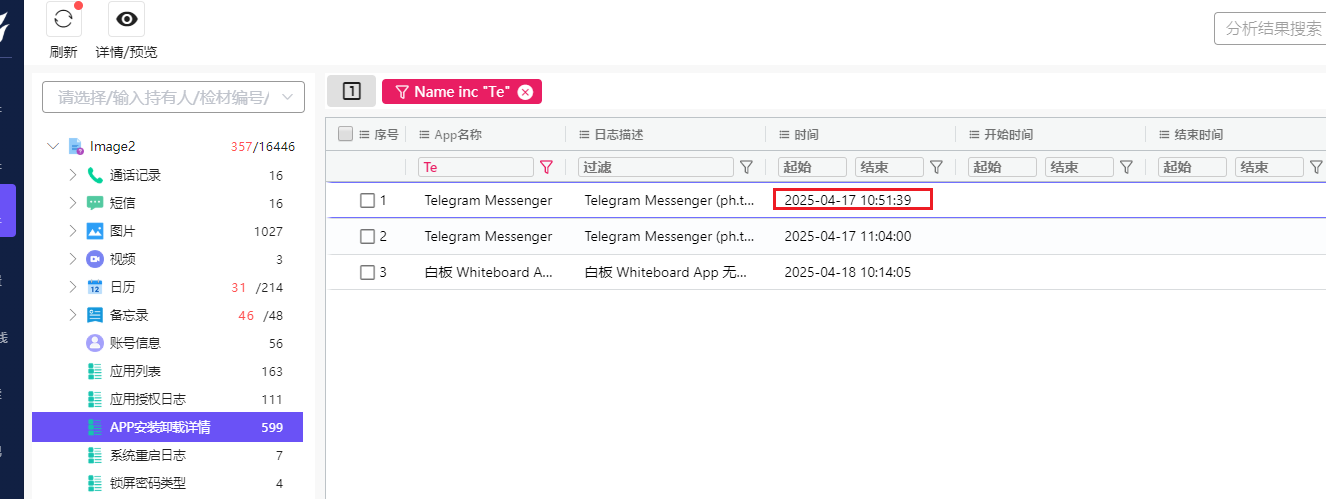 刷新
详情/预览
分析结果搜索
请选择/输入持有人/检材编号/
1
Name inc "Te"
Image2 357/16446
通话记录 16
短信 16
图片 1027
视频 3
日历 31 /214
备忘录 46 /48
账号信息 56
应用列表 163
应用授权日志 111
APP安装卸载详情 599
系统重启日志 7
锁屏密码类型 4
序号 App名称 日志描述 时间 开始时间 结束时间
Te 过滤 起始 结束 起始 结束 起始 结束
1 Telegram Messenger Telegram Messenger (ph.t... 2025-04-17 10:51:39
2 Telegram Messenger Telegram Messenger (ph.t... 2025-04-17 11:04:00
3 白板 Whiteboard A... 白板 Whiteboard App 无... 2025-04-18 10:14:05